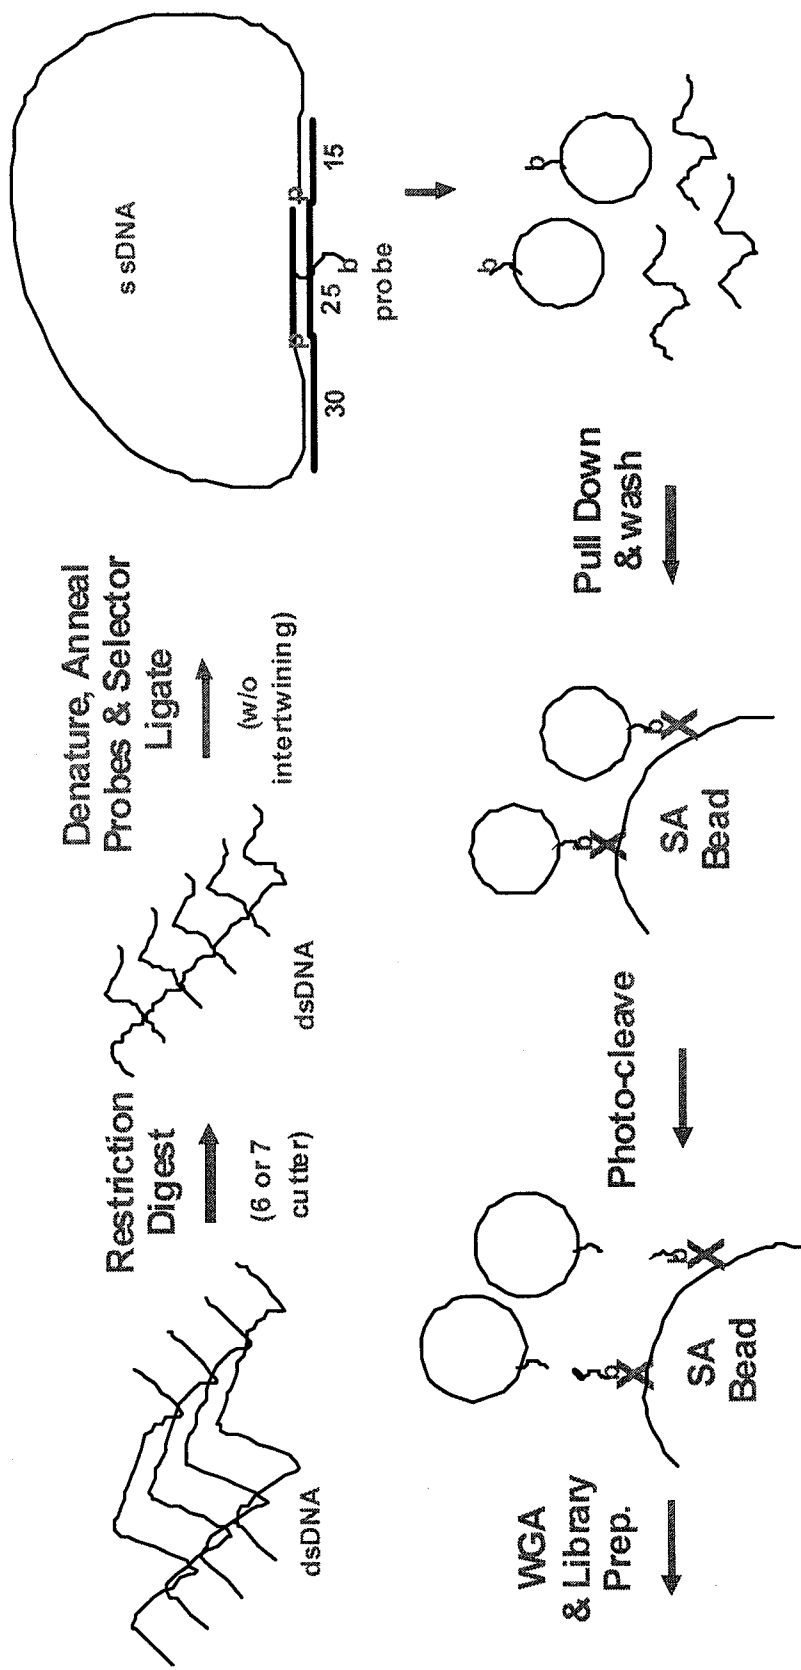 dsDNA
Restriction
Digest
(6 or 7
cutter)
dsDNA
Denature, Anneal
Probes & Selector
Ligate
(w/o
intertwining)
ssDNA
p
p
30
25
15
b
probe
b
b
Pull Down
& wash
b
X
b
X
SA
Bead
Photo-cleave
b
X
b
X
SA
Bead
WGA
& Library
Prep.